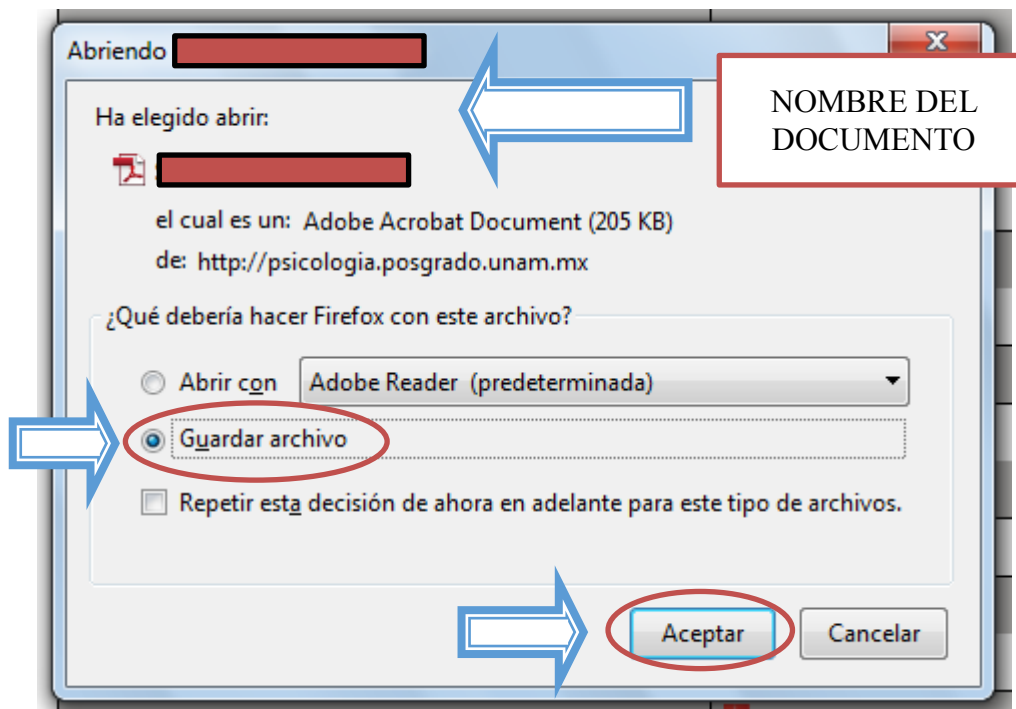 Abriendo
NOMBRE DEL
DOCUMENTO
Ha elegido abrir:
el cual es un: Adobe Acrobat Document (205 KB)
de: http://psicologia.posgrado.unam.mx
¿Qué debería hacer Firefox con este archivo?
Abrir con Adobe Reader (predeterminada)
Guardar archivo
Repetir esta decisión de ahora en adelante para este tipo de archivos.
Aceptar Cancelar